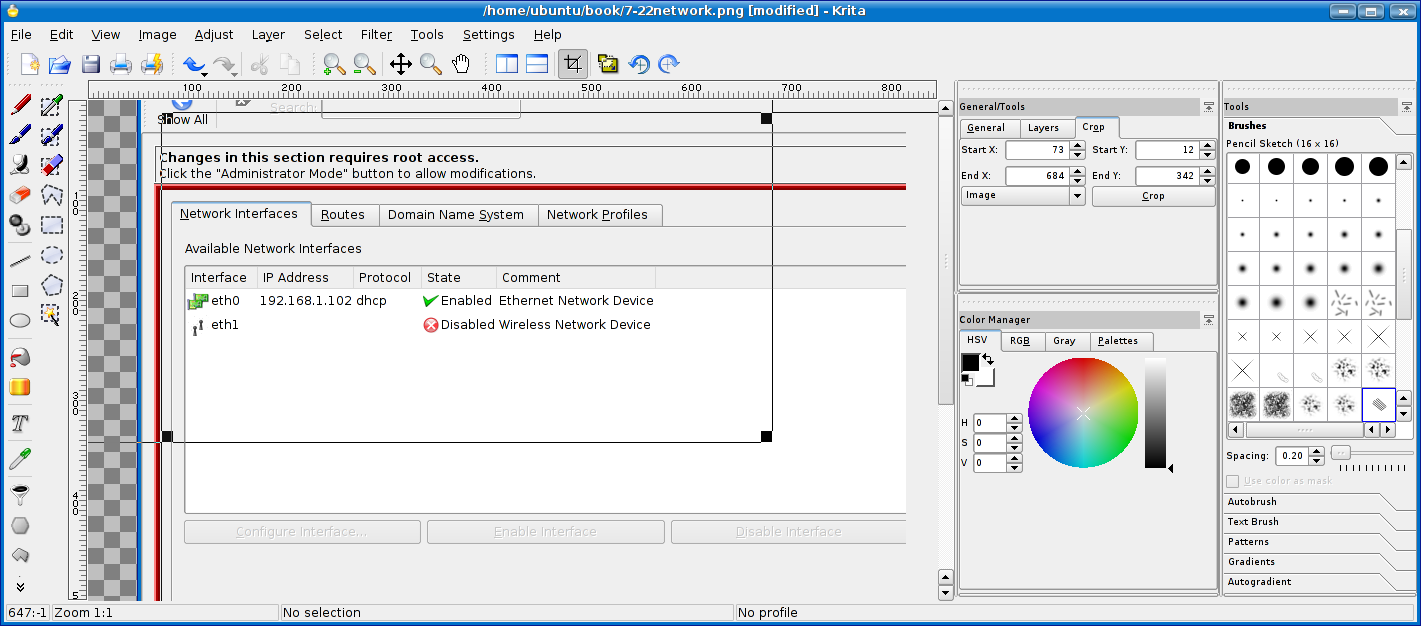 /home/ubuntu/book/7-22network.png [modified] - Krita
File Edit View Image Adjust Layer Select Filter Tools Settings Help
100 200 300 400 500 600 700 800
100
200
300
400
5
Search:
Show All
Changes in this section requires root access.
Click the "Administrator Mode" button to allow modifications.
Network Interfaces Routes Domain Name System Network Profiles
Available Network Interfaces
Interface IP Address Protocol State Comment
eth0 192.168.1.102 dhcp Enabled Ethernet Network Device
eth1 Disabled Wireless Network Device
Configure Interface... Enable Interface Disable Interface
General/Tools
General Layers Crop
Start X: 73 Start Y: 12
End X: 684 End Y: 342
Image Crop
Color Manager
HSV RGB Gray Palettes
H 0
S 0
V 0
Tools
Brushes
Pencil Sketch (16 x 16)
Spacing: 0.20
Use color as mask
Autobrush
Text Brush
Patterns
Gradients
Autogradient
647:-1 Zoom 1:1 No selection No profile